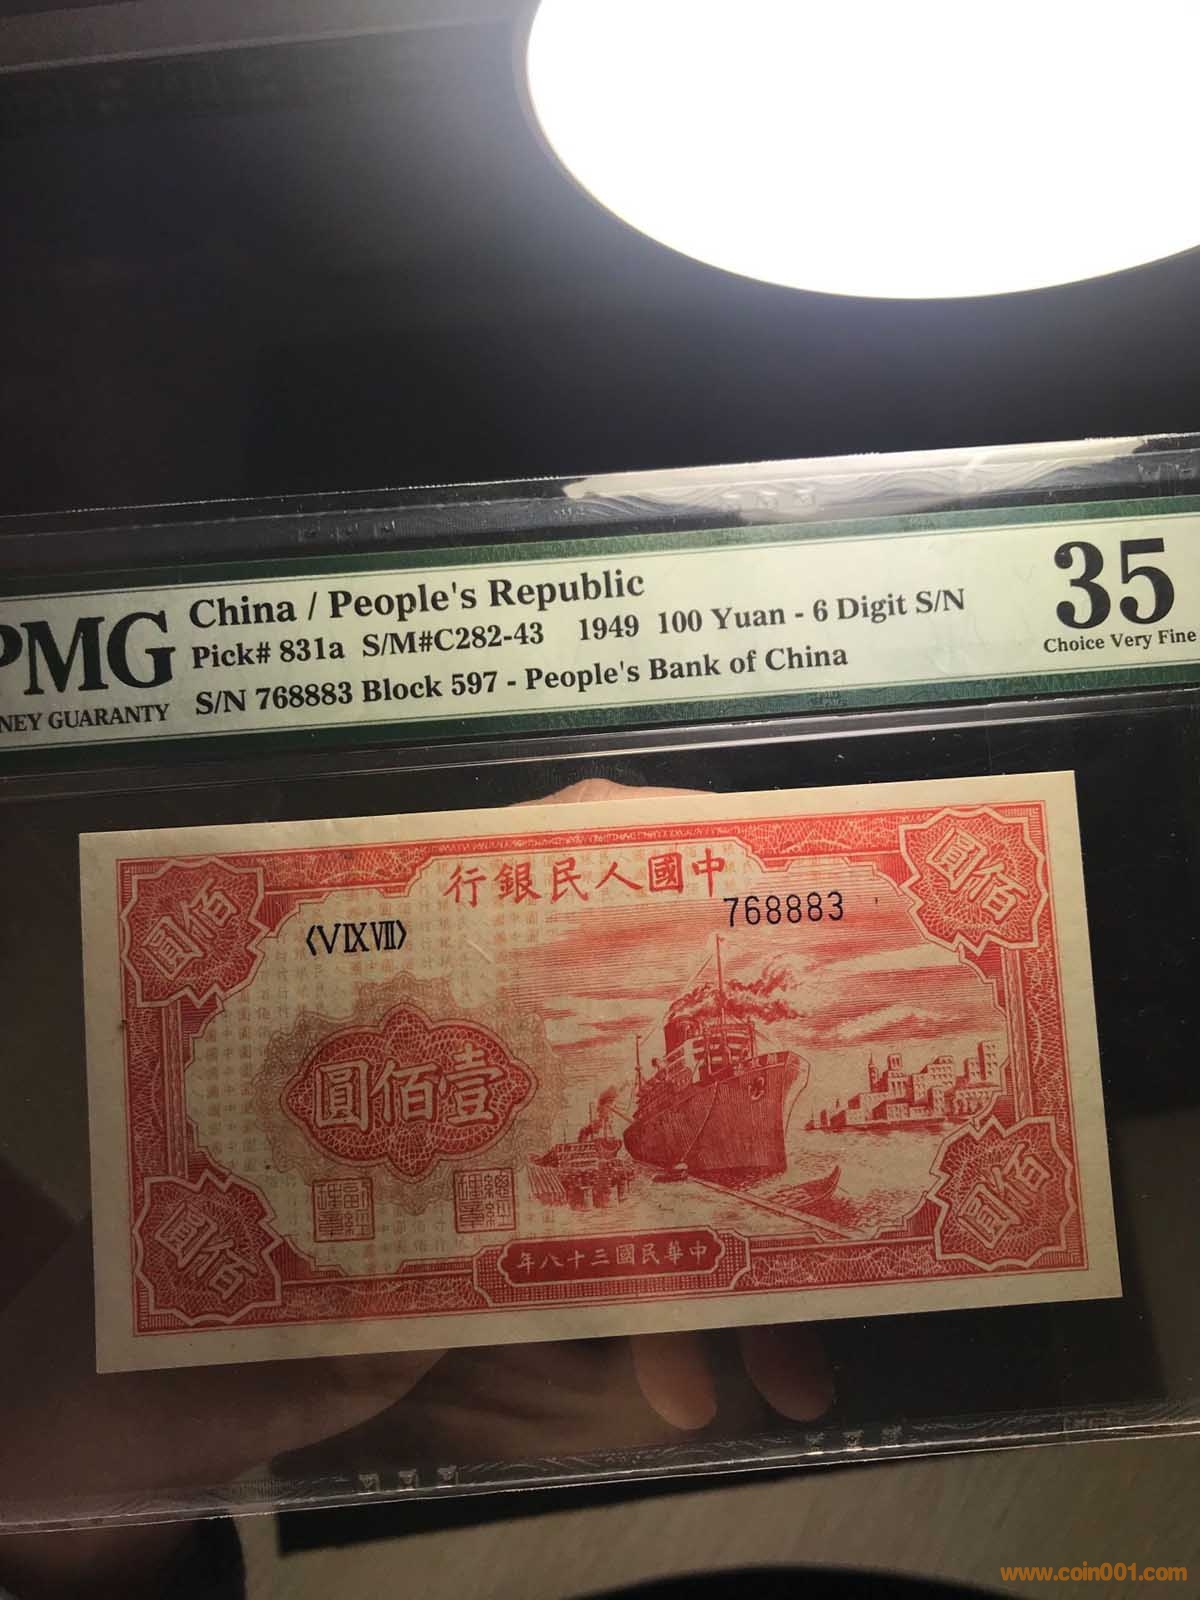 PMG
NEY GUARANTY
China / People's Republic
Pick# 831a S/M#C282-43 1949 100 Yuan - 6 Digit S/N
S/N 768883 Block 597 - People's Bank of China
35
Choice Very Fine
行銀民人國中
圓佰
圓佰
〈ⅤⅨⅦ〉
768883
圓佰壹
圓佰
圓佰
年八十三國民華中
www.coin001.com